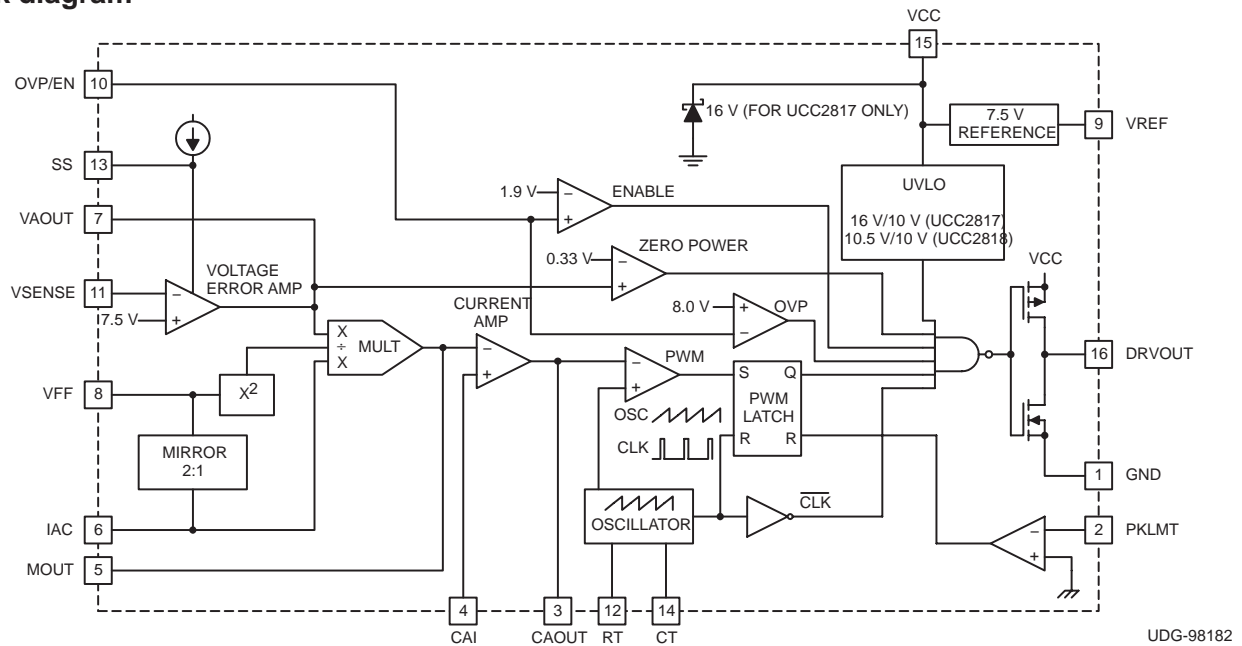 k diagram
VCC
15
OVP/EN 10
16 V (FOR UCC2817 ONLY)
7.5 V
REFERENCE
9 VREF
SS 13
UVLO
16 V/10 V (UCC2817)
10.5 V/10 V (UCC2818)
1.9 V
−
+
ENABLE
VAOUT 7
ZERO POWER
0.33 V
−
+
VCC
VOLTAGE
ERROR AMP
VSENSE 11
−
7.5 V
+
8.0 V
+
−
OVP
CURRENT
AMP
X
÷
X
MULT
−
+
−
+
PWM
S Q
PWM
LATCH
R R
16 DRVOUT
VFF 8
X2
OSC
CLK
MIRROR
2:1
1 GND
OSCILLATOR
CLK
IAC 6
−
+
2 PKLMT
MOUT 5
4 3 12 14
CAI CAOUT RT CT
UDG-98182